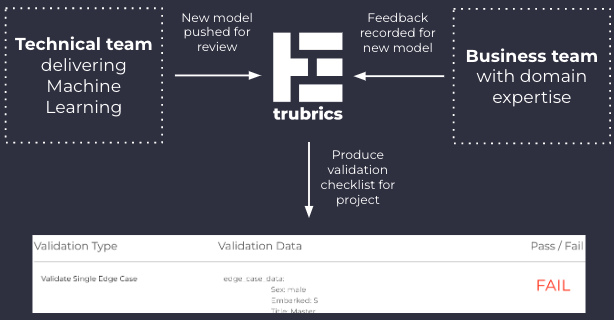 Technical team
delivering
Machine
Learning
New model
pushed for
review
Feedback
recorded for
new model
Business team
with domain
expertise
trubrics
Produce
validation
checklist for
project
Validation Type Validation Data Pass / Fail
Validate Single Edge Case edge_case_data:
FAIL
Sex: male
Embarked: S
Title: Master